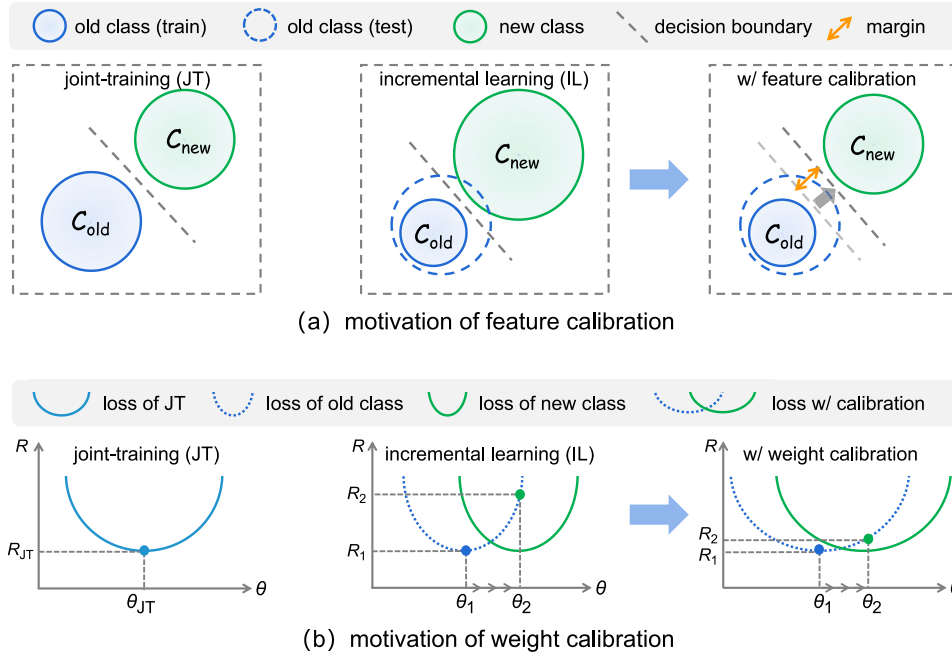 old class (train) old class (test) new class decision boundary margin
joint-training (JT) incremental learning (IL) w/ feature calibration
C_new C_new C_new
C_old C_old C_old
(a) motivation of feature calibration
loss of JT loss of old class loss of new class loss w/ calibration
R joint-training (JT) R incremental learning (IL) R w/ weight calibration
R_2 R_2
R_JT R_1 R_1
θ_JT θ θ_1 θ_2 θ θ_1 θ_2 θ
(b) motivation of weight calibration